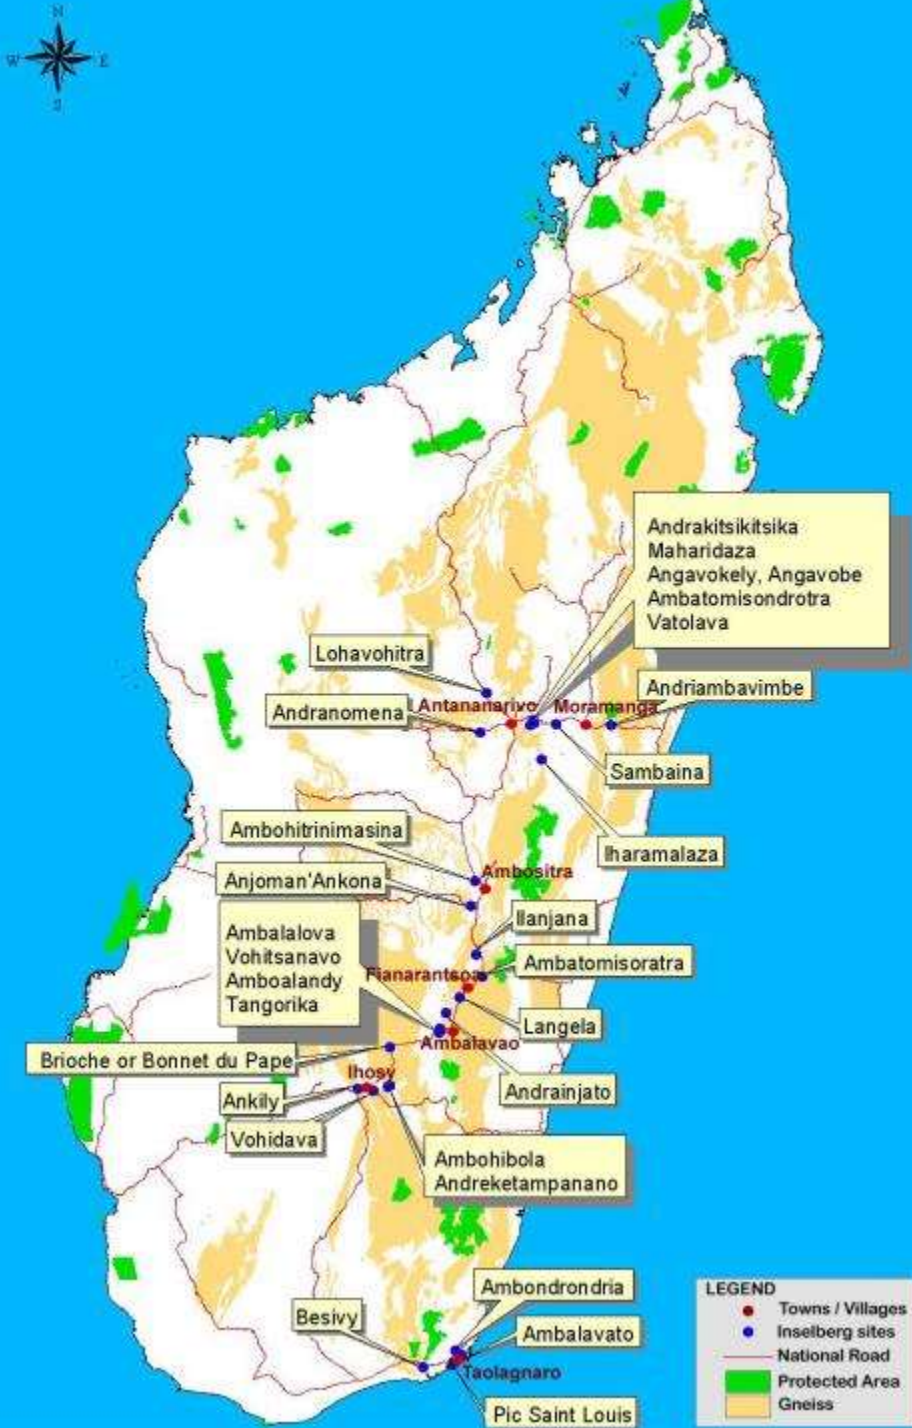 N
W
E
S
Andrakitsikitsika
Maharidaza
Angavokely, Angavobe
Ambatomisondrotra
Vatolava
Lohavohitra
Andriambavimbe
Antananarivo
Moramanga
Andranomena
Sambaina
Iharamalaza
Ambohitrinimasina
Ambositra
Anjoman'Ankona
Ilanjana
Ambalalova
Vohitsanavo
Amboalandy
Tangorika
Ambatomisoratra
Fianarantsoa
Langela
Ambalavao
Brioche or Bonnet du Pape
Ihosy
Andrainjato
Ankily
Vohidava
Ambohibola
Andreketampanano
Ambondrondria
Besivy
Ambalavato
Taolagnaro
Pic Saint Louis
LEGEND
Towns / Villages
Inselberg sites
National Road
Protected Area
Gneiss